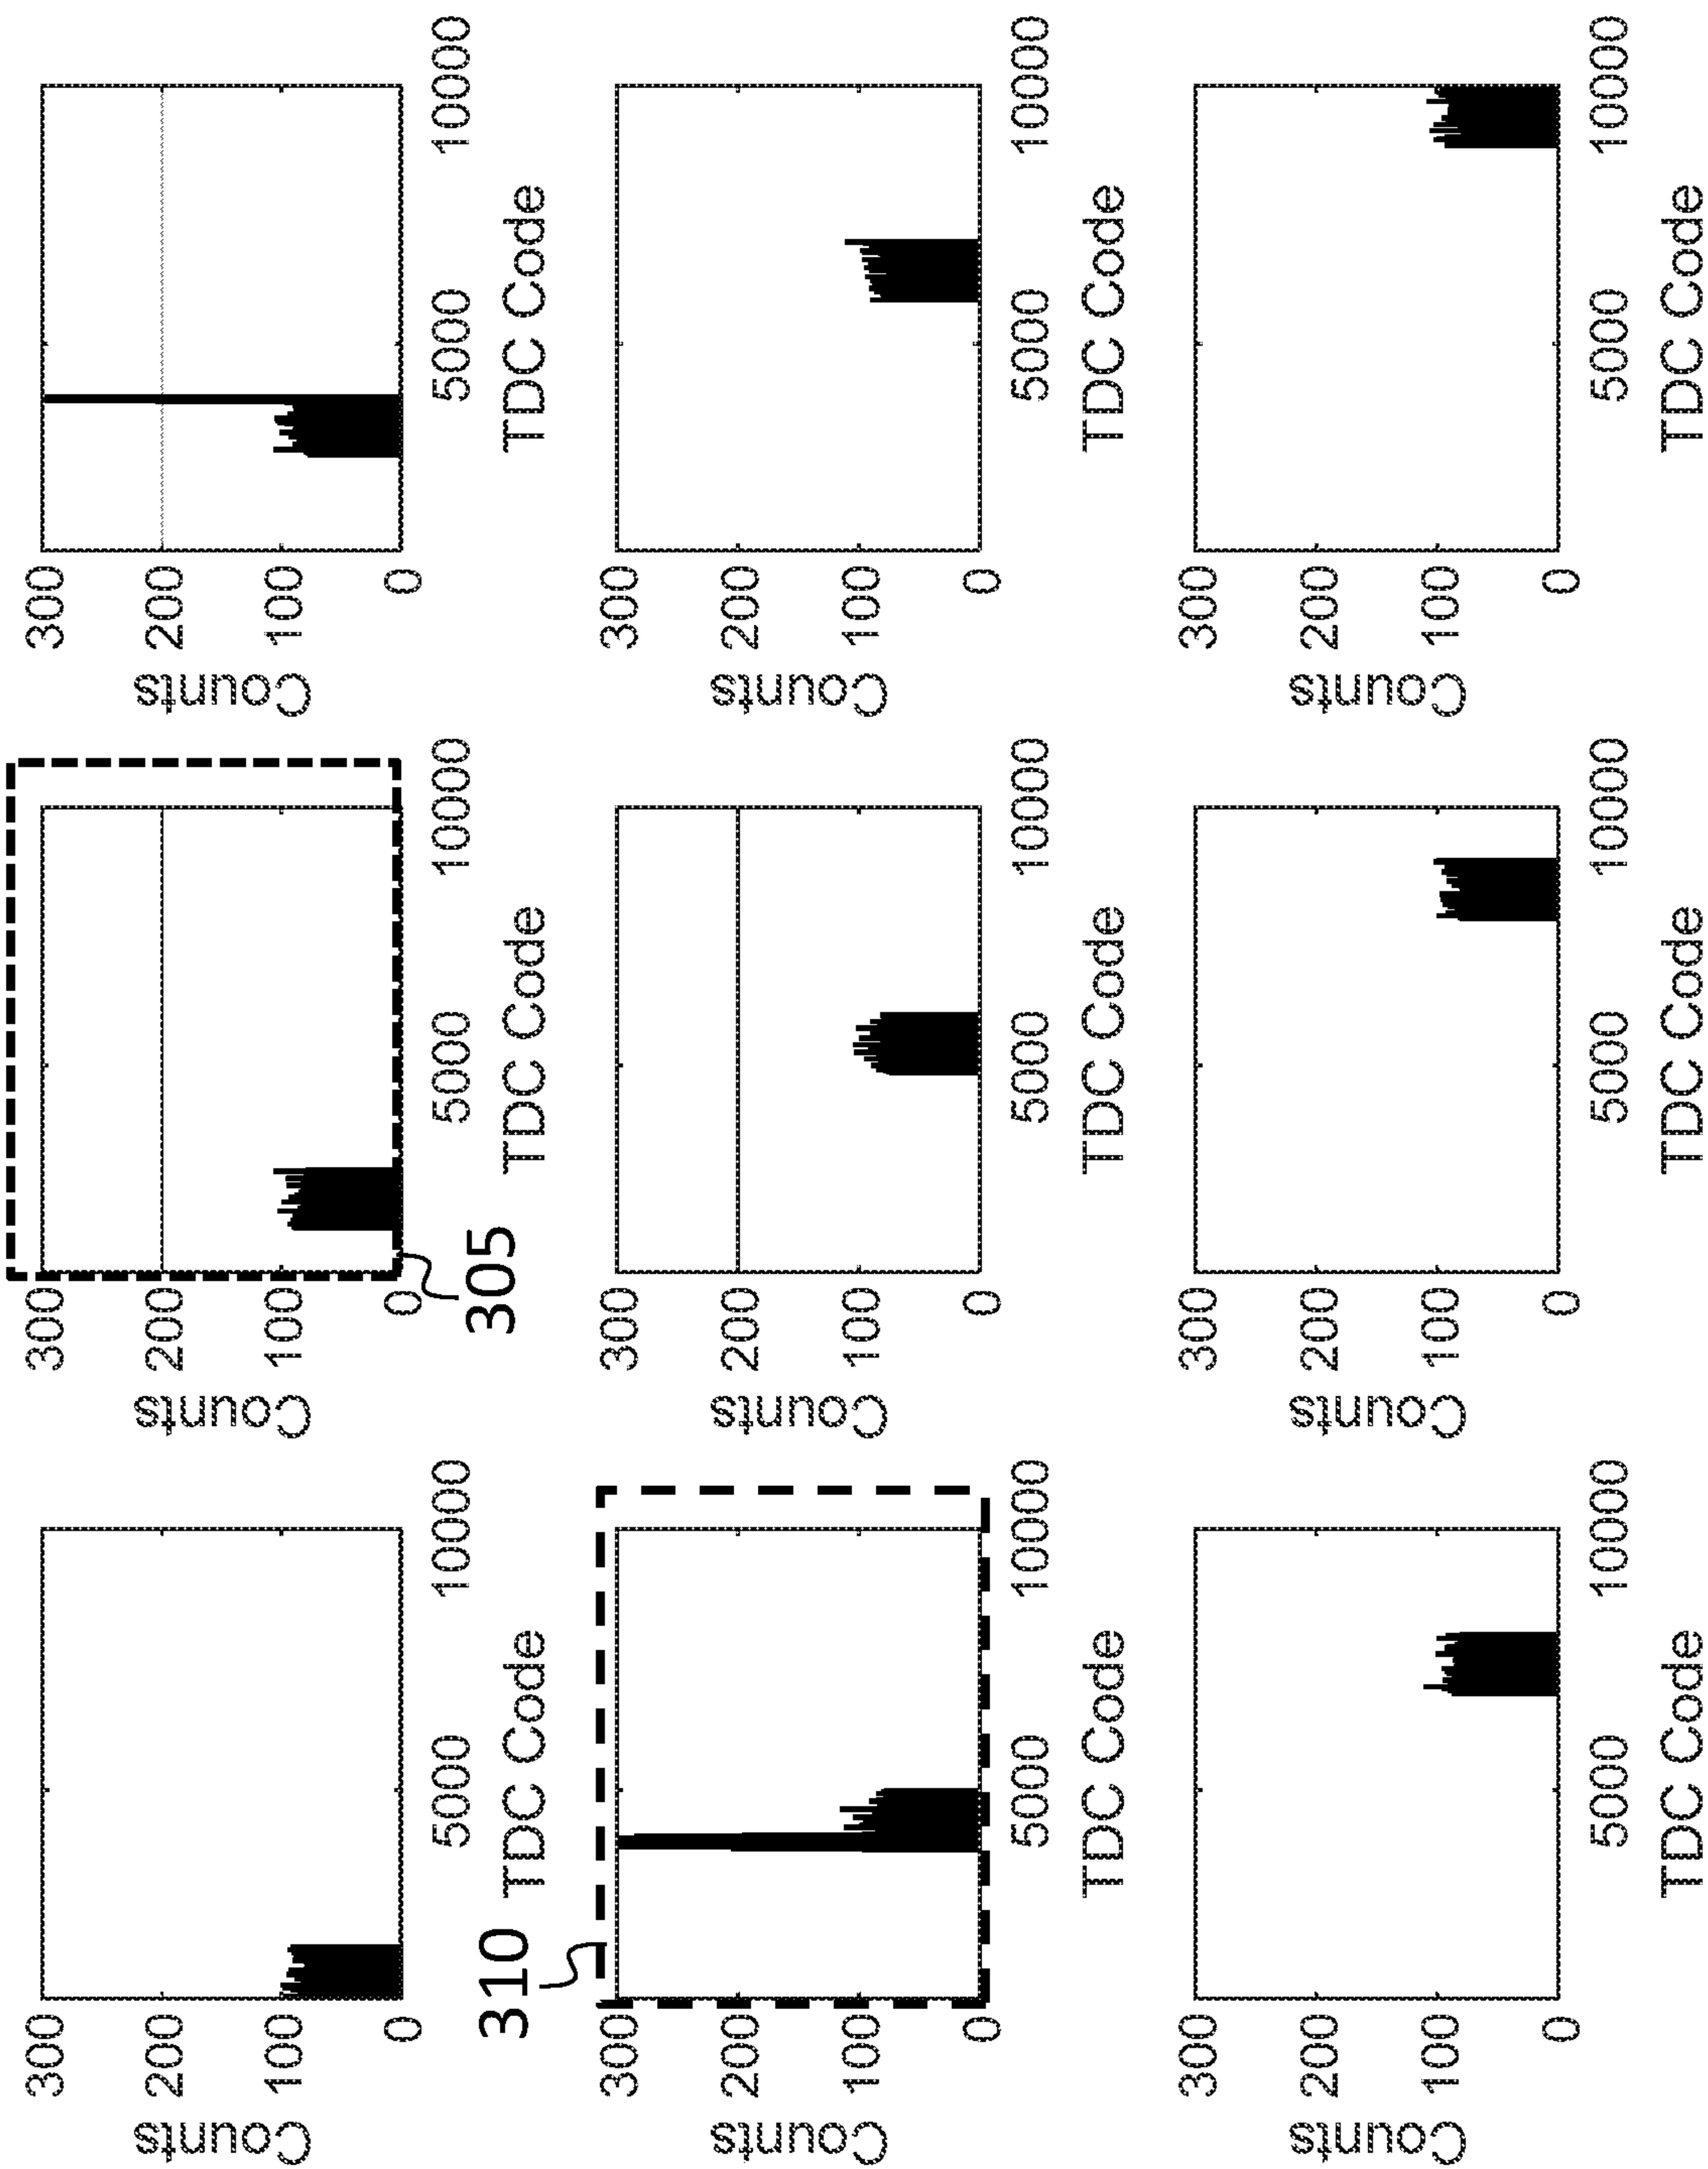 300 300 300
200 200 200
Counts Counts Counts
100 100 100
0 0 0
5000 10000 5000 10000 5000 10000
305
310 TDC Code TDC Code TDC Code
300 300 300
200 200 200
Counts Counts Counts
100 100 100
0 0 0
5000 10000 5000 10000 5000 10000
TDC Code TDC Code TDC Code
300 300 300
200 200 200
Counts Counts Counts
100 100 100
0 0 0
5000 10000 5000 10000 5000 10000
TDC Code TDC Code TDC Code